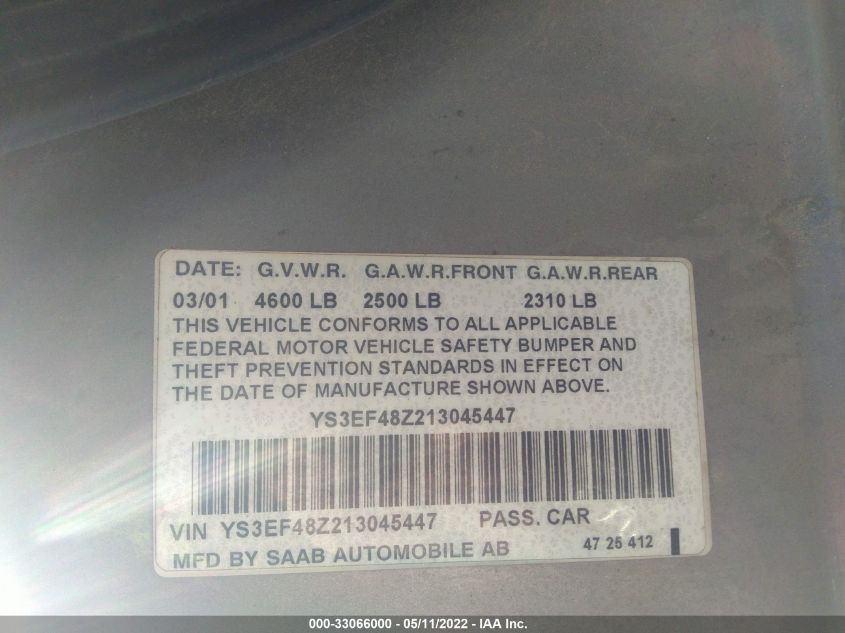 DATE: G.V.W.R. G.A.W.R.FRONT G.A.W.R.REAR
03/01 4600 LB 2500 LB 2310 LB
THIS VEHICLE CONFORMS TO ALL APPLICABLE
FEDERAL MOTOR VEHICLE SAFETY BUMPER AND
THEFT PREVENTION STANDARDS IN EFFECT ON
THE DATE OF MANUFACTURE SHOWN ABOVE.
YS3EF48Z213045447
VIN YS3EF48Z213045447 PASS. CAR
MFD BY SAAB AUTOMOBILE AB 47 25 412
000-33066000 - 05/11/2022 - IAA Inc.